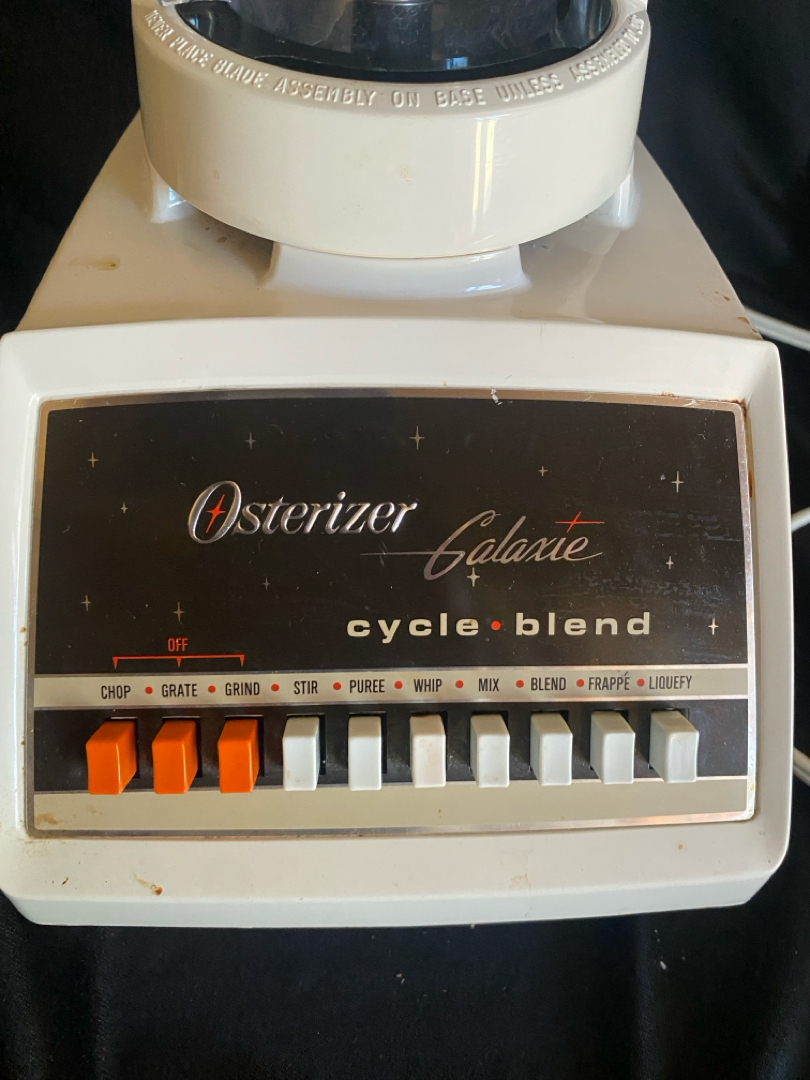 NEVER PLACE BLADE ASSEMBLY ON BASE UNLESS ASSEMBLED
Osterizer
Galaxie
cycle • blend
OFF
CHOP • GRATE • GRIND • STIR • PUREE • WHIP • MIX • BLEND • FRAPPÉ • LIQUEFY